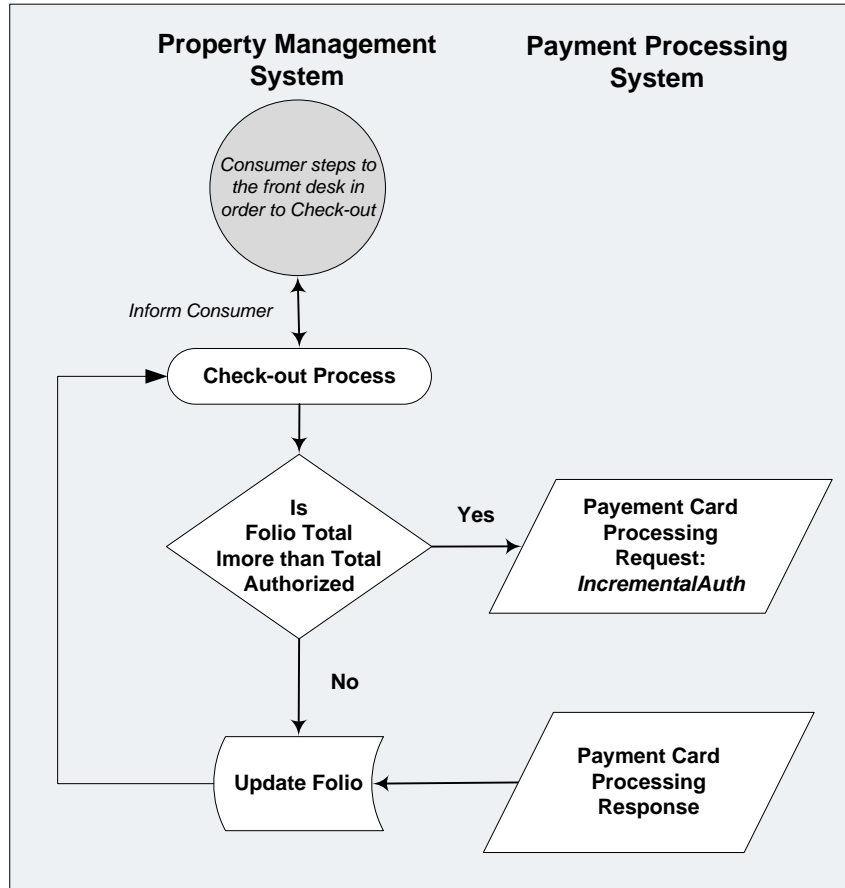 Property Management
System
Payment Processing
System
Consumer steps to
the front desk in
order to Check-out
Inform Consumer
Check-out Process
Is
Folio Total
Imore than Total
Authorized
Yes
Payement Card
Processing
Request:
IncrementalAuth
No
Update Folio
Payment Card
Processing
Response